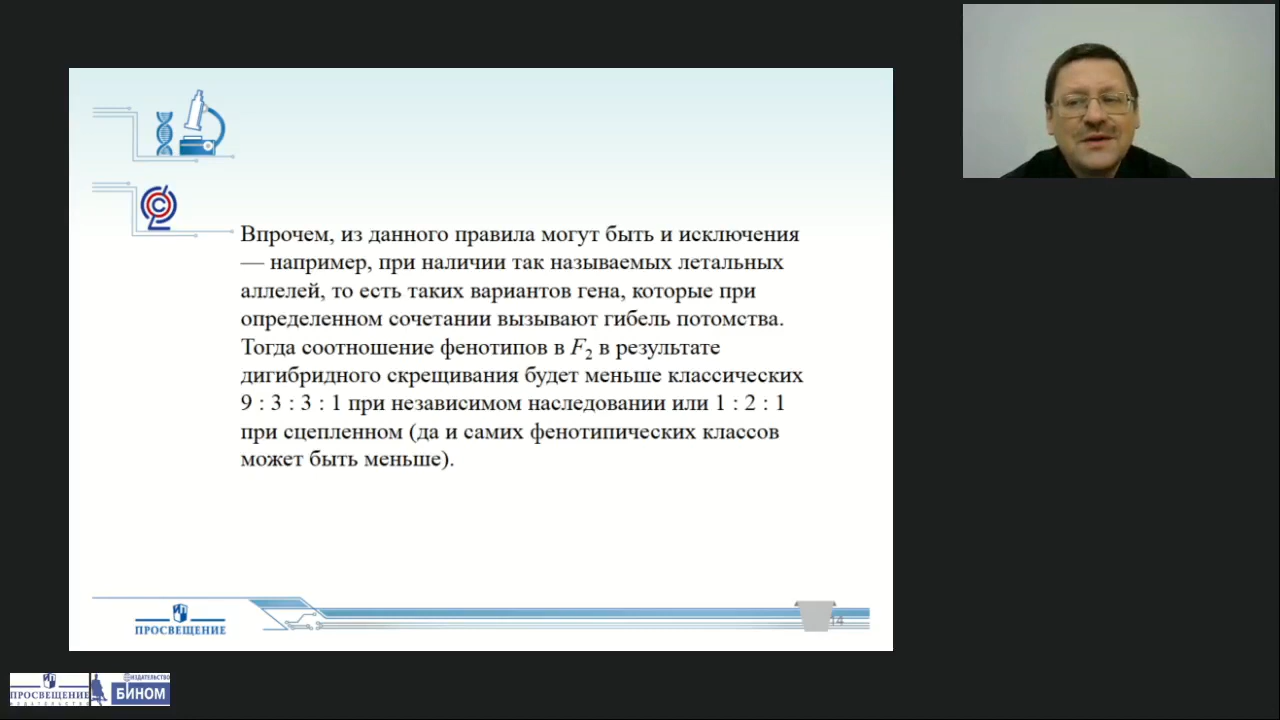 Впрочем, из данного правила могут быть и исключения
— например, при наличии так называемых летальных
аллелей, то есть таких вариантов гена, которые при
определенном сочетании вызывают гибель потомства.
Тогда соотношение фенотипов в F₂ в результате
дигибридного скрещивания будет меньше классических
9 : 3 : 3 : 1 при независимом наследовании или 1 : 2 : 1
при сцепленном (да и самих фенотипических классов
может быть меньше).
14
ПРОСВЕЩЕНИЕ
ПРОСВЕЩЕНИЕ
ИЗДАТЕЛЬСТВО
ИЗДАТЕЛЬСТВО
БИНОМ